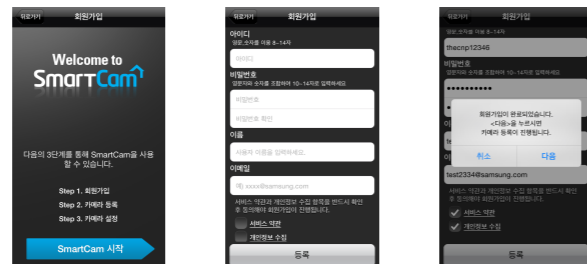 뒤로가기 회원가입
Welcome to
SmartCam
다음의 3단계를 통해 SmartCam을 사용
할 수 있습니다.
Step 1. 회원가입
Step 2. 카메라 등록
Step 3. 카메라 설정
SmartCam 시작
뒤로가기 회원가입
아이디
영문,숫자를 이용 8~14자
아이디
비밀번호
영문자와 숫자를 조합하여 10~14자로 입력하세요
비밀번호
비밀번호 확인
이름
사용자 이름을 입력하세요.
이메일
예) xxxx@samsung.com
서비스 약관과 개인정보 수집 항목을 반드시 확인
후 동의해야 회원가입이 진행됩니다.
서비스 약관
개인정보 수집
등록
뒤로가기 회원가입
영문,숫자를 이용 8~14자
thecnp12346
비밀번호
영문자와 숫자를 조합하여 10~14자로 입력하세요
••••••••••
회원가입이 완료되었습니다.
<다음>을 누르시면
카메라 등록이 진행됩니다.
취소 다음
test2334@samsung.com
서비스 약관과 개인정보 수집 항목을 반드시 확인
후 동의해야 회원가입이 진행됩니다.
서비스 약관
개인정보 수집
등록